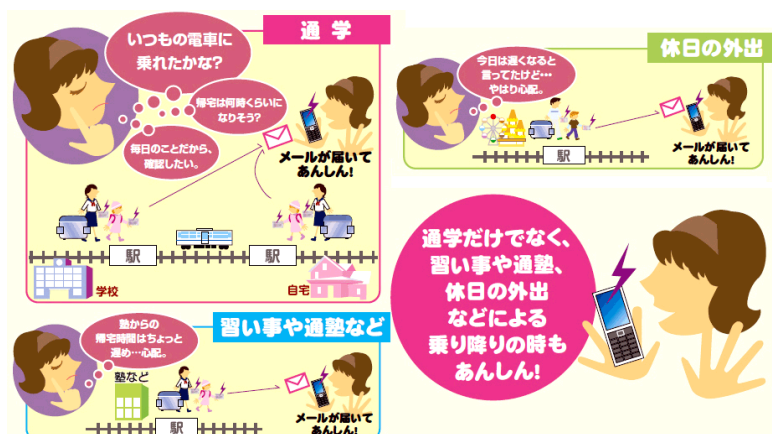 通学
いつもの電車に
乗れたかな?
帰宅は何時くらいに
なりそう?
毎日のことだから、
確認したい。
メールが届いて
あんしん!
駅
駅
学校
自宅
休日の外出
今日は遅くなると
言ってたけど…
やはり心配。
メールが届いて
あんしん!
駅
習い事や通塾など
塾からの
帰宅時間はちょっと
遅め…心配。
塾など
メールが届いて
あんしん!
駅
通学だけでなく、
習い事や通塾、
休日の外出
などによる
乗り降りの時も
あんしん!